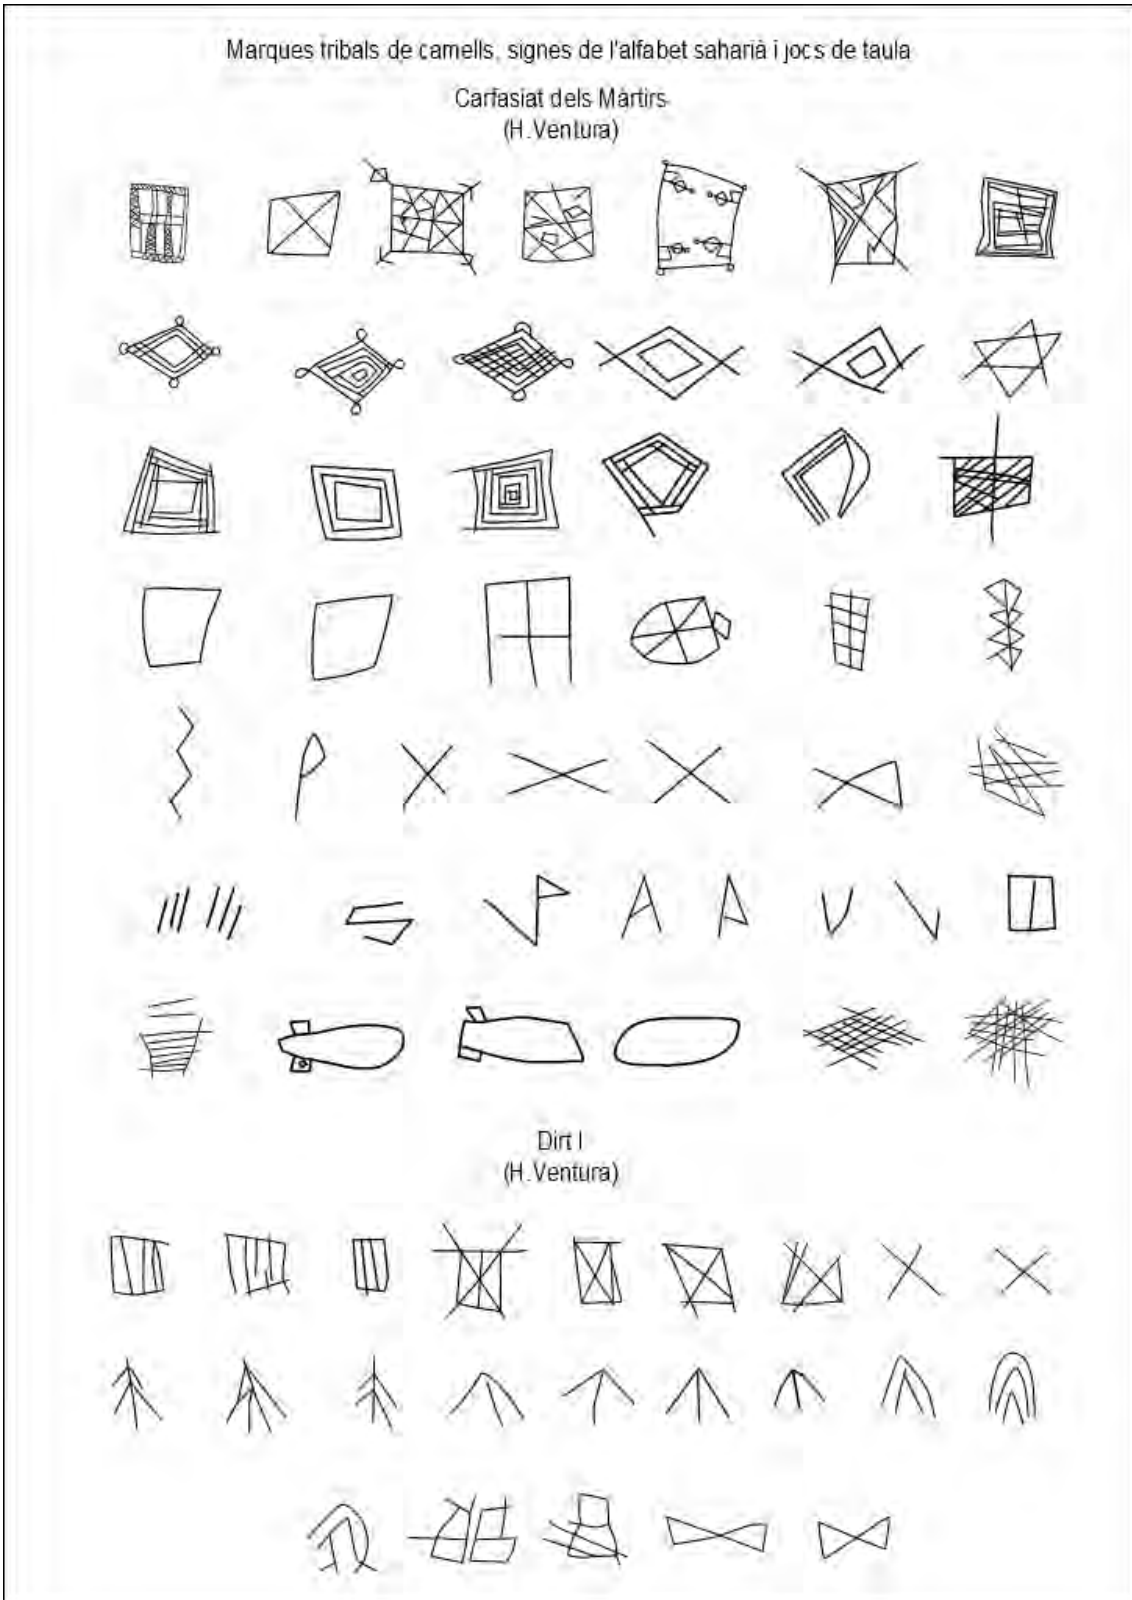 Marques tribals de camells, signes de l'alfabet saharià i jocs de taula
Carfasiat dels Màrtirs
(H.Ventura)
Dirt I
(H.Ventura)